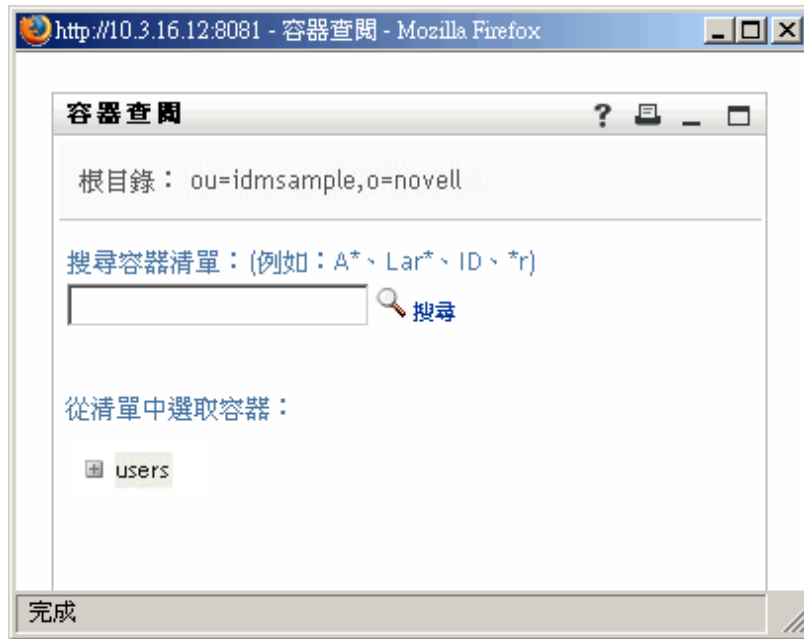 http://10.3.16.12:8081 - 容器查閱 - Mozilla Firefox
容器查閱
根目錄： ou=idmsample,o=novell
搜尋容器清單：(例如：A*、Lar*、ID、*r)
搜尋
從清單中選取容器：
users
完成